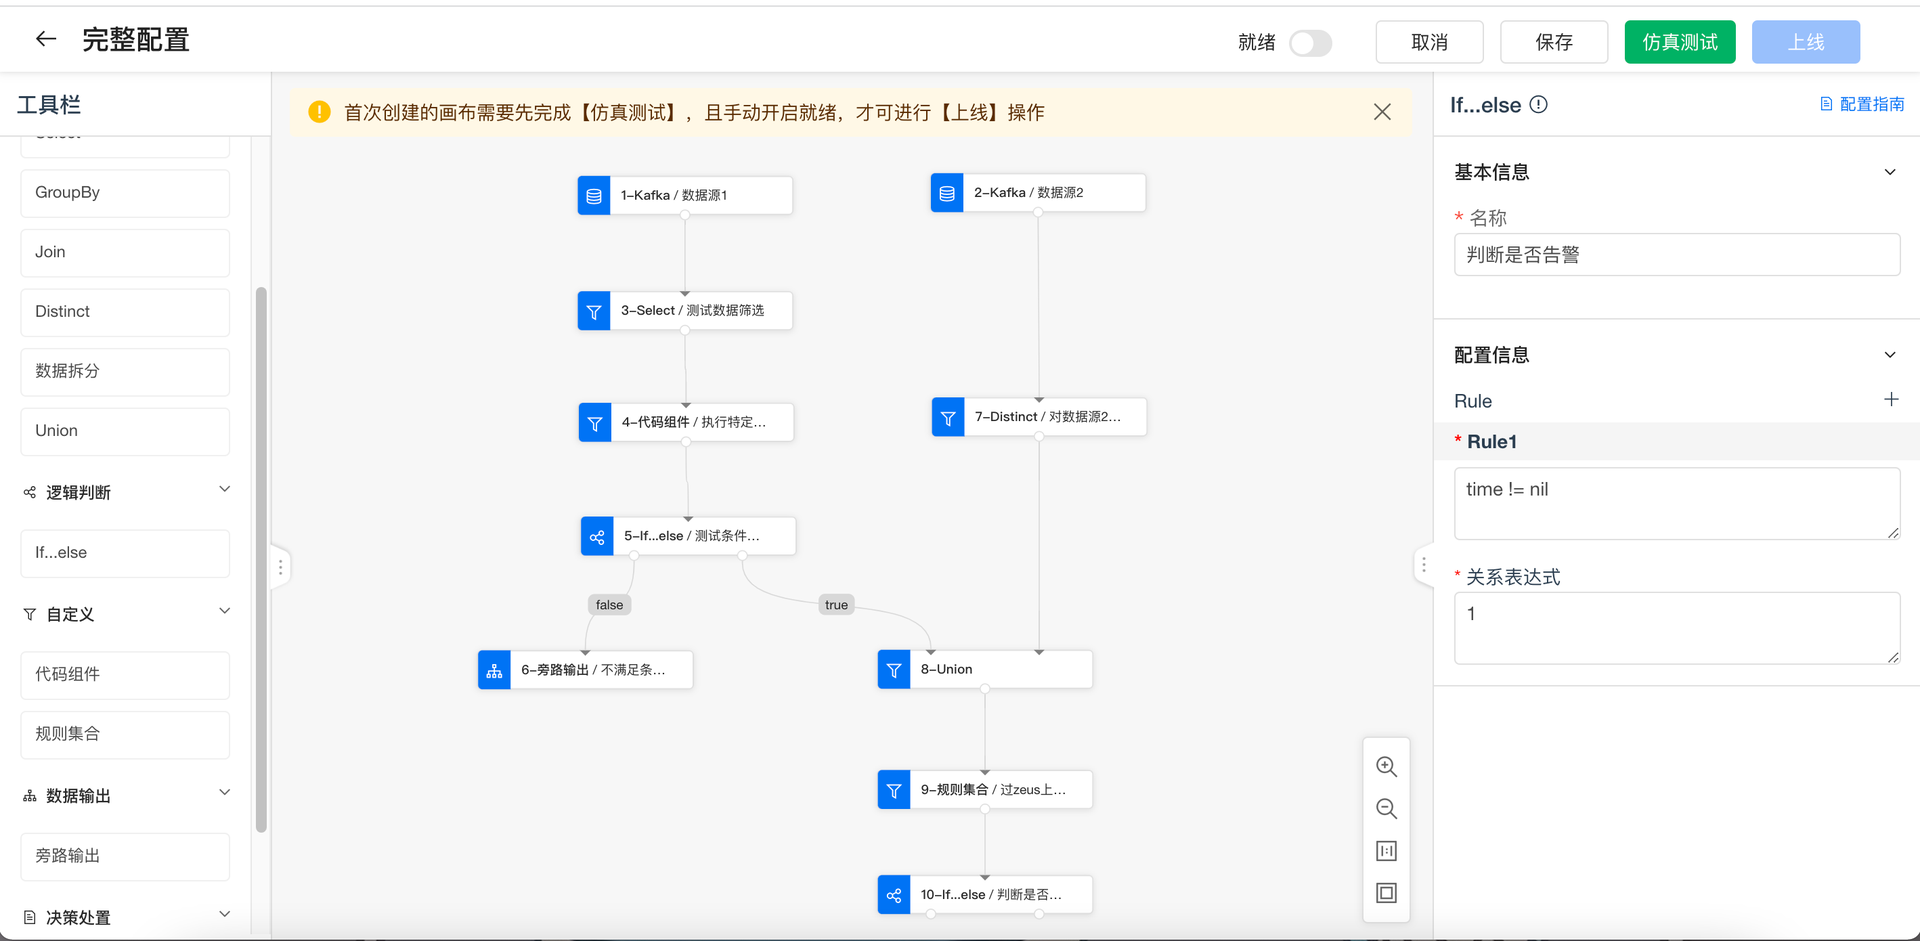 完整配置
就绪
取消
保存
仿真测试
上线
工具栏
Select
GroupBy
Join
Distinct
数据拆分
Union
逻辑判断
If...else
自定义
代码组件
规则集合
数据输出
旁路输出
决策处置
首次创建的画布需要先完成【仿真测试】，且手动开启就绪，才可进行【上线】操作
1-Kafka / 数据源1
2-Kafka / 数据源2
3-Select / 测试数据筛选
4-代码组件 / 执行特定...
7-Distinct / 对数据源2...
5-If...else / 测试条件...
false
true
6-旁路输出 / 不满足条...
8-Union
9-规则集合 / 过zeus上...
10-If...else / 判断是否...
If...else
配置指南
基本信息
* 名称
判断是否告警
配置信息
Rule
* Rule1
time != nil
* 关系表达式
1